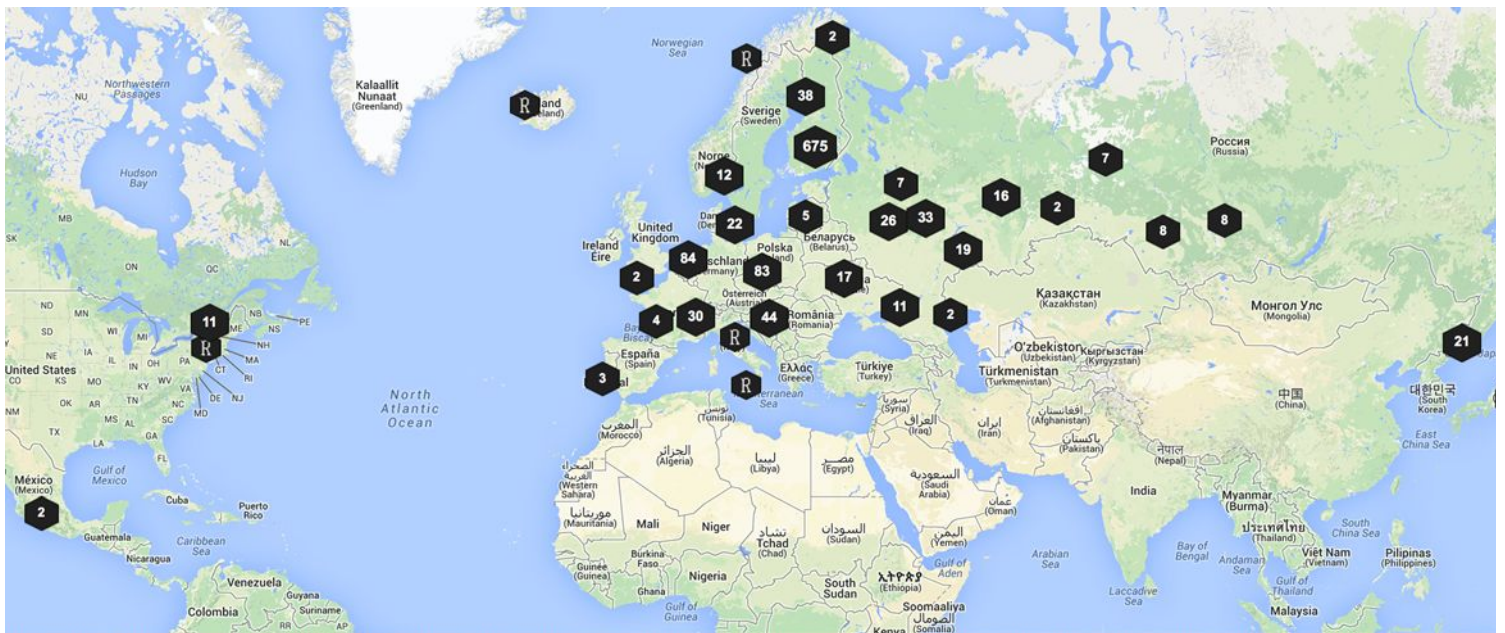 Norwegian
Sea
Northwestern
Passages
NU
Kalaallit
Nunaat
(Greenland)
R
R
2
38
Sverige
(Sweden)
675
Россия
(Russia)
7
Hudson
Bay
Norge
12
7
16
2
MB
SK
ON
QC
NL
United
Kingdom
Ireland
Éire
22
5
Беларусь
(Belarus)
26
33
8
8
Polska
84
83
17
19
2
Österreich
(Austria)
Қазақстан
(Kazakhstan)
Монгол Улс
(Mongolia)
ND
MN
SD
WI
MI
NB
PE
NS
ME
11
R
NH
MA
RI
CT
NJ
DE
MD
4
30
44
România
(Romania)
11
2
R
España
(Spain)
3
R
Ελλάς
(Greece)
Türkiye
(Turkey)
O'zbekiston
(Uzbekistan)
Кыргызстан
(Kyrgyzstan)
Türkmenistan
(Turkmenistan)
21
United States
NE
IA
IL
IN
OH
PA
CO
KS
MO
KY
WV
VA
OK
AR
TN
NC
MS
AL
SC
GA
TX
LA
FL
NM
North
Atlantic
Ocean
تونس
(Tunisia)
سوريا
(Syria)
العراق
(Iraq)
ایران
(Iran)
افغانستان
(Afghanistan)
پاکستان
(Pakistan)
中国
(China)
대한민국
(South
Korea)
East
China Sea
المغرب
(Morocco)
الجزائر
(Algeria)
ليبيا
(Libya)
مصر
(Egypt)
السعودية
(Saudi
Arabia)
नेपाल
(Nepal)
الصحراء
الغربية
(Western
Sahara)
عُمان
(Oman)
India
Myanmar
(Burma)
México
(Mexico)
2
Gulf of
Mexico
Cuba
Puerto
Rico
Guatemala
Caribbean
Sea
Nicaragua
موريتانيا
(Mauritania)
Mali
Niger
تشاد
Tchad
(Chad)
السودان
(Sudan)
اليمن
(Yemen)
Gulf of
Aden
Arabian
Sea
Bay of
Bengal
ประเทศไทย
(Thailand)
Andaman
Sea
South
China Sea
Việt Nam
(Vietnam)
Pilipinas
(Philippines)
Burkina
Faso
Guinée
(Guinea)
Ghana
Nigeria
South
Sudan
ኢትዮጵያ
(Ethiopia)
Laccadive
Sea
Gulf of
Thailand
Venezuela
Guyana
Suriname
Colombia
RR
AP
Gulf of
Guinea
Soomaaliya
الصومال
(Somalia)
Kenya
Malaysia